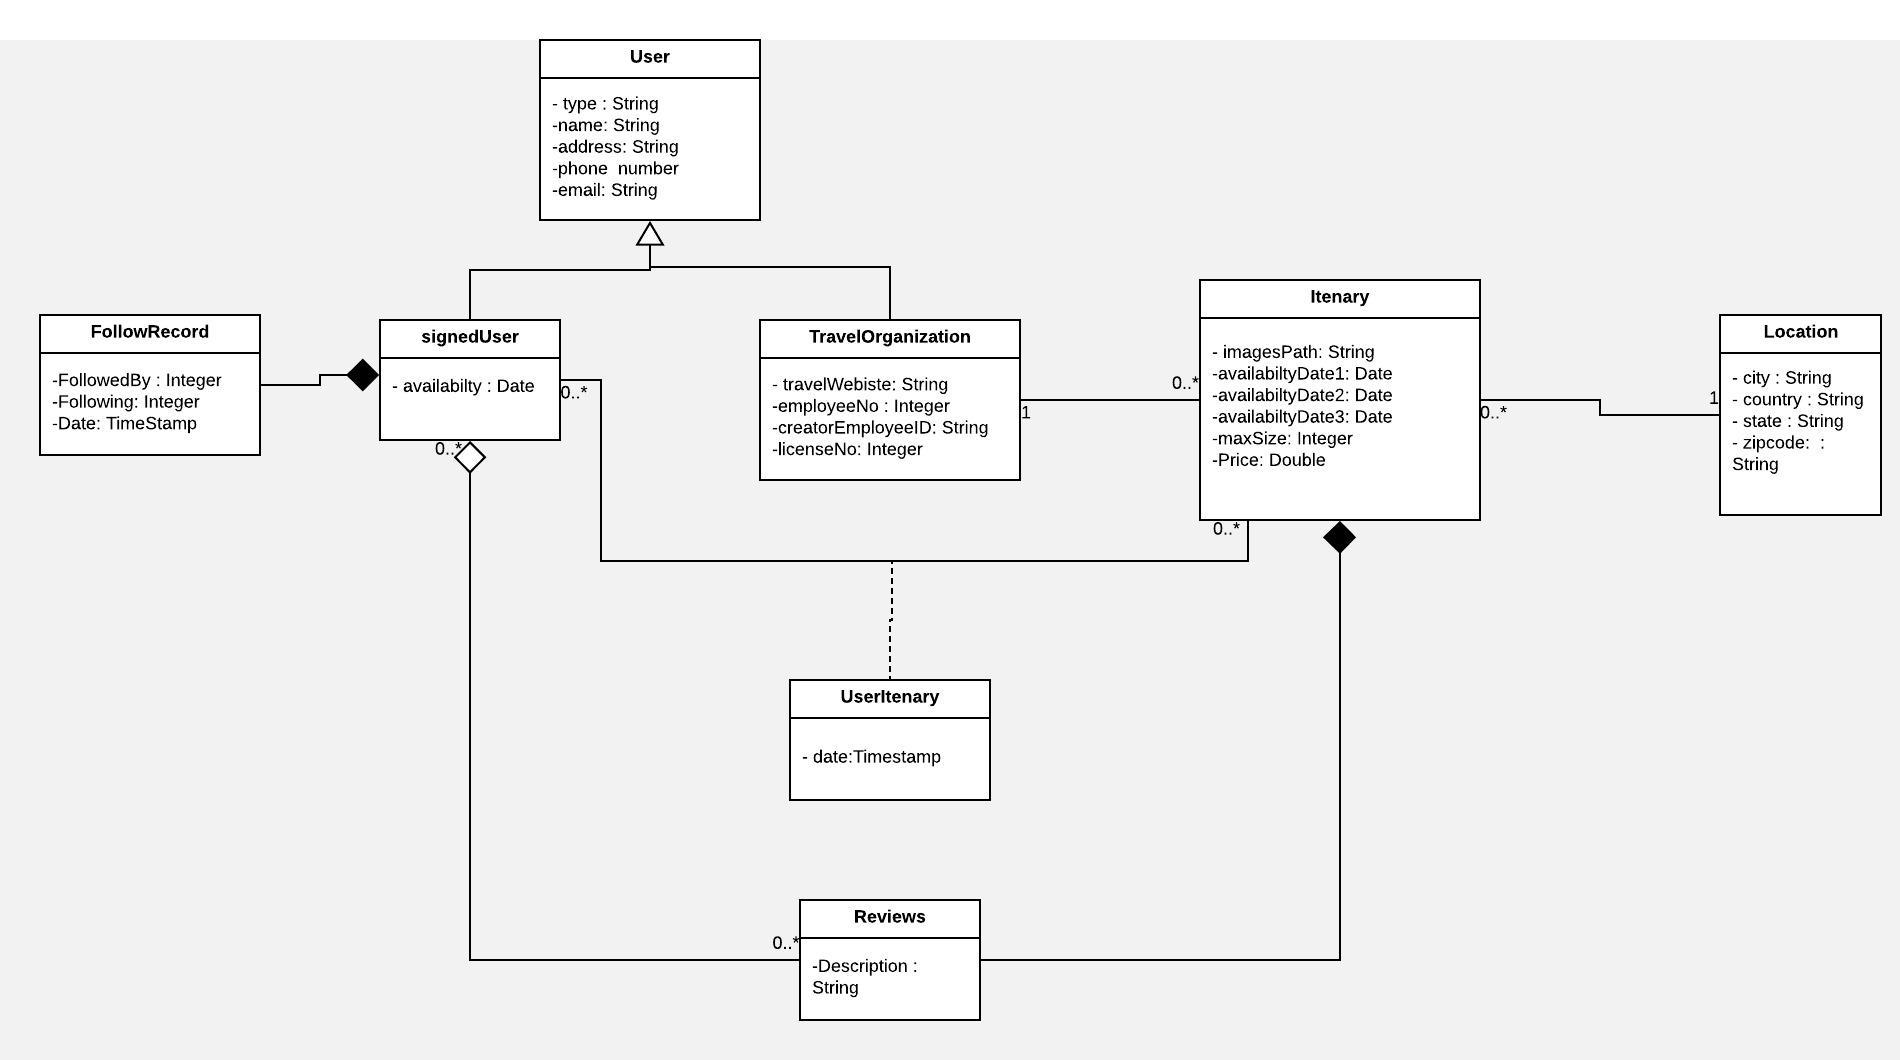 User
- type : String
-name: String
-address: String
-phone  number
-email: String
FollowRecord
-FollowedBy : Integer
-Following: Integer
-Date: TimeStamp
signedUser
- availabilty : Date
0..*
0..*
TravelOrganization
- travelWebiste: String
-employeeNo : Integer
-creatorEmployeeID: String
-licenseNo: Integer
1
0..*
Itenary
- imagesPath: String
-availabiltyDate1: Date
-availabiltyDate2: Date
-availabiltyDate3: Date
-maxSize: Integer
-Price: Double
0..*
0..*
1
Location
- city : String
- country : String
- state : String
- zipcode:  :
String
UserItenary
- date:Timestamp
0..*
Reviews
-Description :
String